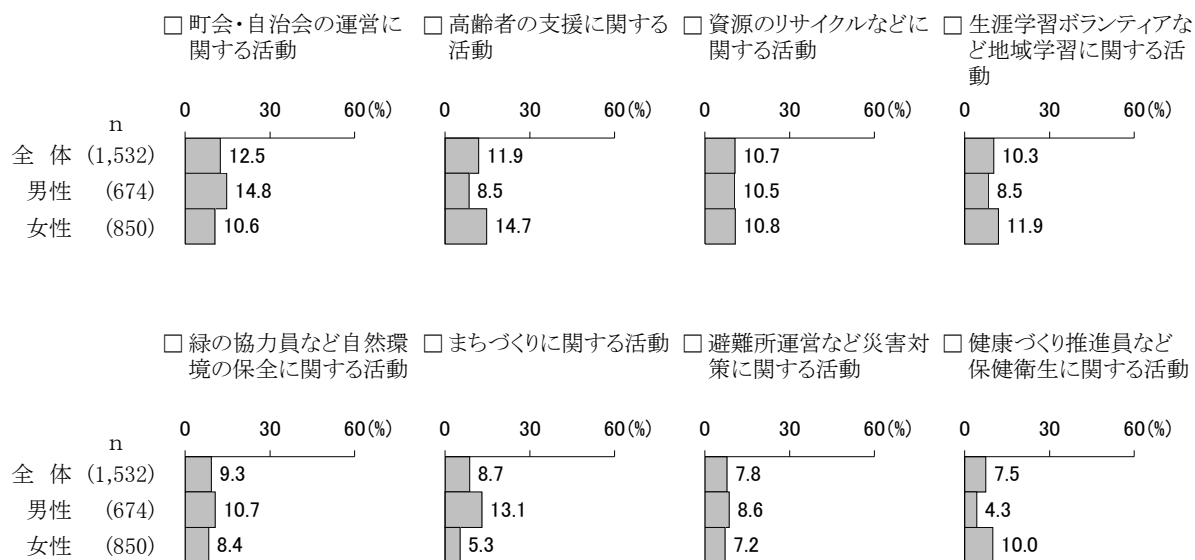 □ 町会・自治会の運営に
関する活動
□ 高齢者の支援に関する
活動
□ 資源のリサイクルなどに
関する活動
□ 生涯学習ボランティアな
ど地域学習に関する活
動
0 30 60(%)
0 30 60(%)
0 30 60(%)
0 30 60(%)
n
全 体 (1,532) 12.5 11.9 10.7 10.3
男性 (674) 14.8 8.5 10.5 8.5
女性 (850) 10.6 14.7 10.8 11.9
□ 緑の協力員など自然環
境の保全に関する活動
□ まちづくりに関する活動
□ 避難所運営など災害対
策に関する活動
□ 健康づくり推進員など
保健衛生に関する活動
0 30 60(%)
0 30 60(%)
0 30 60(%)
0 30 60(%)
n
全 体 (1,532) 9.3 8.7 7.8 7.5
男性 (674) 10.7 13.1 8.6 4.3
女性 (850) 8.4 5.3 7.2 10.0